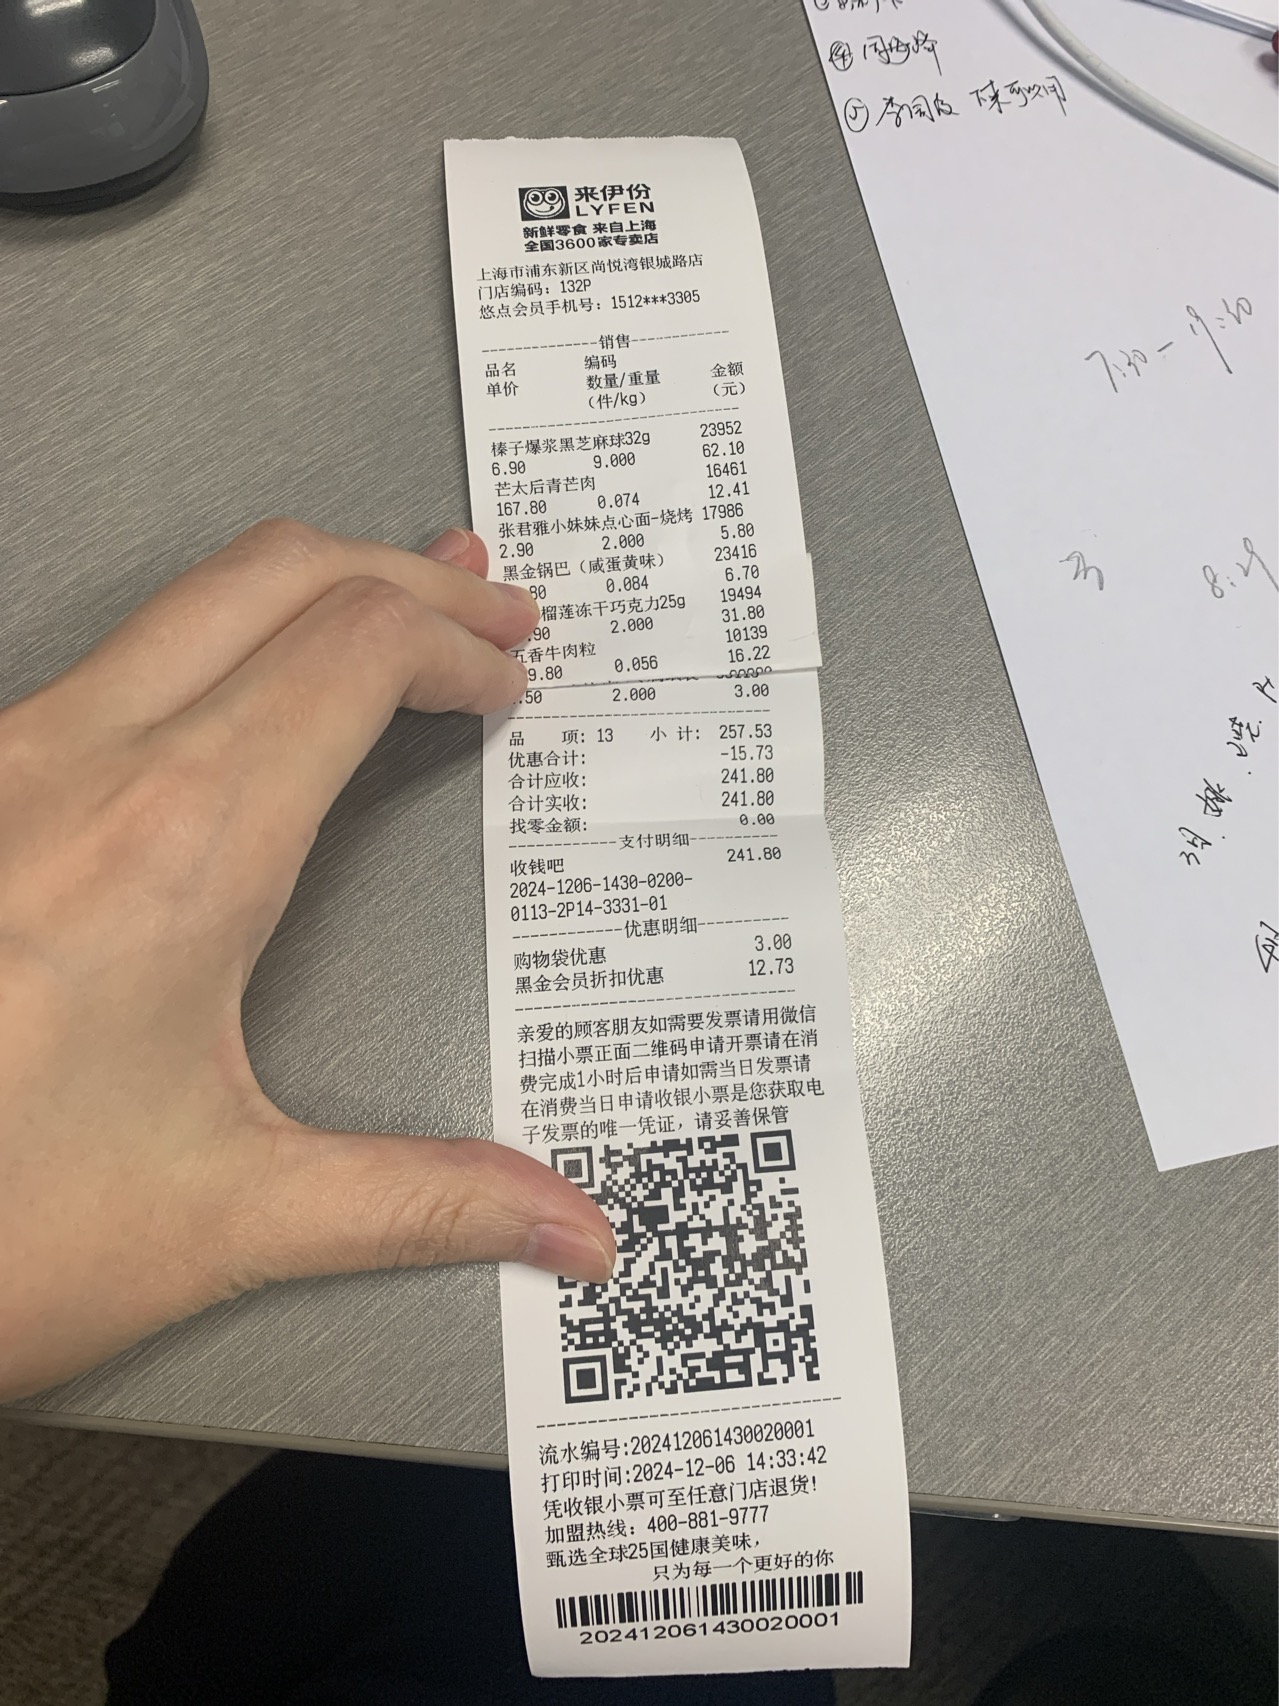 来伊份
LYFEN
新鲜零食 来自上海
全国3600家专卖店
上海市浦东新区尚悦湾银城路店
门店编码：132P
悠点会员手机号：1512***3305
销售
品名 编码 金额
单价 数量/重量 (元)
(件/kg)
榛子爆浆黑芝麻球32g 23952
6.90 9.000 62.10
芒太后青芒肉 16461
167.80 0.074 12.41
张君雅小妹妹点心面-烧烤 17986
2.90 2.000 5.80
黑金锅巴（咸蛋黄味） 23416
80 0.084 6.70
榴莲冻干巧克力25g 19494
.90 2.000 31.80
五香牛肉粒 10139
9.80 0.056 16.22
.50 2.000 3.00
品 项: 13 小 计: 257.53
优惠合计: -15.73
合计应收: 241.80
合计实收: 241.80
找零金额: 0.00
支付明细
收钱吧 241.80
2024-1206-1430-0200-
0113-2P14-3331-01
优惠明细
购物袋优惠 3.00
黑金会员折扣优惠 12.73
亲爱的顾客朋友如需要发票请用微信
扫描小票正面二维码申请开票请在消
费完成1小时后申请如需当日发票请
在消费当日申请收银小票是您获取电
子发票的唯一凭证，请妥善保管
流水编号:202412061430020001
打印时间:2024-12-06 14:33:42
凭收银小票可至任意门店退货!
加盟热线：400-881-9777
甄选全球25国健康美味，
只为每一个更好的你
202412061430020001
7:30-9:30